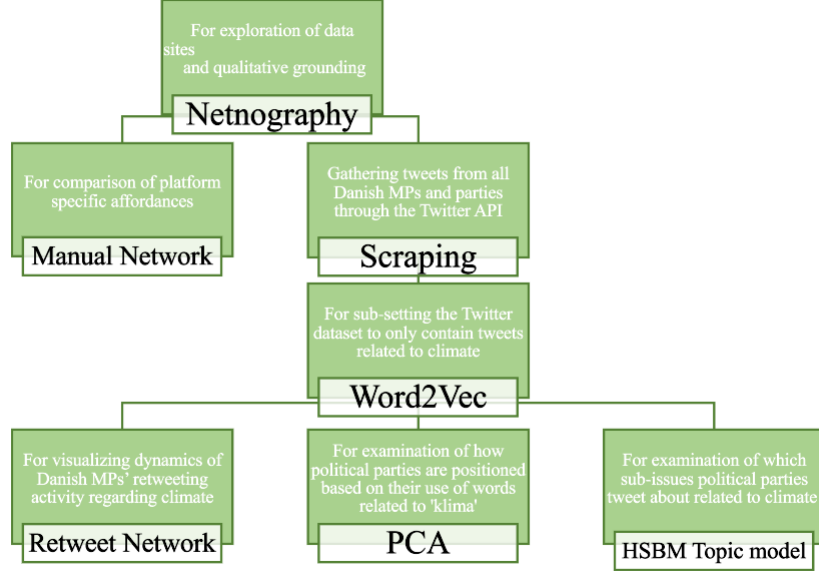 For exploration of data
sites
and qualitative grounding
Netnography
For comparison of platform
specific affordances
Manual Network
Gathering tweets from all
Danish MPs and parties
through the Twitter API
Scraping
For sub-setting the Twitter
dataset to only contain tweets
related to climate
Word2Vec
For visualizing dynamics of
Danish MPs’ retweeting
activity regarding climate
Retweet Network
For examination of how
political parties are positioned
based on their use of words
related to 'klima'
PCA
For examination of which
sub-issues political parties
tweet about related to climate
HSBM Topic model